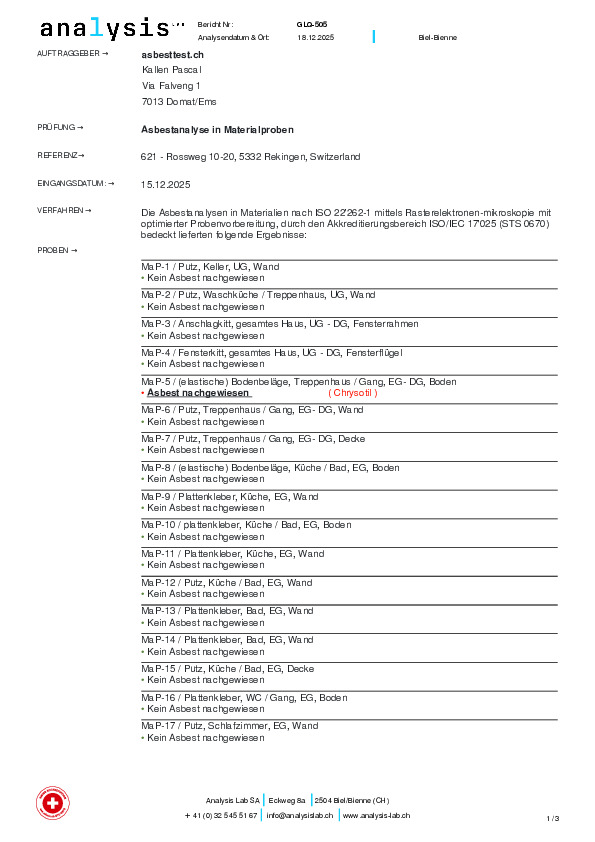 analysis
Bericht Nr: GLQ-505
Analysendatum & Ort: 18.12.2025 Biel-Bienne
AUFTRAGGEBER → asbesttest.ch
Kallen Pascal
Via Falveng 1
7013 Domat/Ems
PRÜFUNG → Asbestanalyse in Materialproben
REFERENZ → 621 - Rossweg 10-20, 5332 Rekingen, Switzerland
EINGANGSDATUM: → 15.12.2025
VERFAHREN → Die Asbestanalysen in Materialien nach ISO 22'262-1 mittels Rasterelektronen-mikroskopie mit
optimierter Probenvorbereitung, durch den Akkreditierungsbereich ISO/IEC 17'025 (STS 0670)
bedeckt lieferten folgende Ergebnisse:
PROBEN →
MaP-1 / Putz, Keller, UG, Wand
• Kein Asbest nachgewiesen
MaP-2 / Putz, Waschküche / Treppenhaus, UG, Wand
• Kein Asbest nachgewiesen
MaP-3 / Anschlagkitt, gesamtes Haus, UG - DG, Fensterrahmen
• Kein Asbest nachgewiesen
MaP-4 / Fensterkitt, gesamtes Haus, UG - DG, Fensterflügel
• Kein Asbest nachgewiesen
MaP-5 / (elastische) Bodenbeläge, Treppenhaus / Gang, EG- DG, Boden
• Asbest nachgewiesen ( Chrysotil )
MaP-6 / Putz, Treppenhaus / Gang, EG- DG, Wand
• Kein Asbest nachgewiesen
MaP-7 / Putz, Treppenhaus / Gang, EG- DG, Decke
• Kein Asbest nachgewiesen
MaP-8 / (elastische) Bodenbeläge, Küche / Bad, EG, Boden
• Kein Asbest nachgewiesen
MaP-9 / Plattenkleber, Küche, EG, Wand
• Kein Asbest nachgewiesen
MaP-10 / plattenkleber, Küche / Bad, EG, Boden
• Kein Asbest nachgewiesen
MaP-11 / Plattenkleber, Küche, EG, Wand
• Kein Asbest nachgewiesen
MaP-12 / Putz, Küche / Bad, EG, Wand
• Kein Asbest nachgewiesen
MaP-13 / Plattenkleber, Bad, EG, Wand
• Kein Asbest nachgewiesen
MaP-14 / Plattenkleber, Bad, EG, Wand
• Kein Asbest nachgewiesen
MaP-15 / Putz, Küche / Bad, EG, Decke
• Kein Asbest nachgewiesen
MaP-16 / Plattenkleber, WC / Gang, EG, Boden
• Kein Asbest nachgewiesen
MaP-17 / Putz, Schlafzimmer, EG, Wand
• Kein Asbest nachgewiesen
Analysis Lab SA | Eckweg 8a | 2504 Biel/Bienne (CH)
+ 41 (0) 32 545 51 67 | info@analysislab.ch | www.analysis-lab.ch
1 / 3